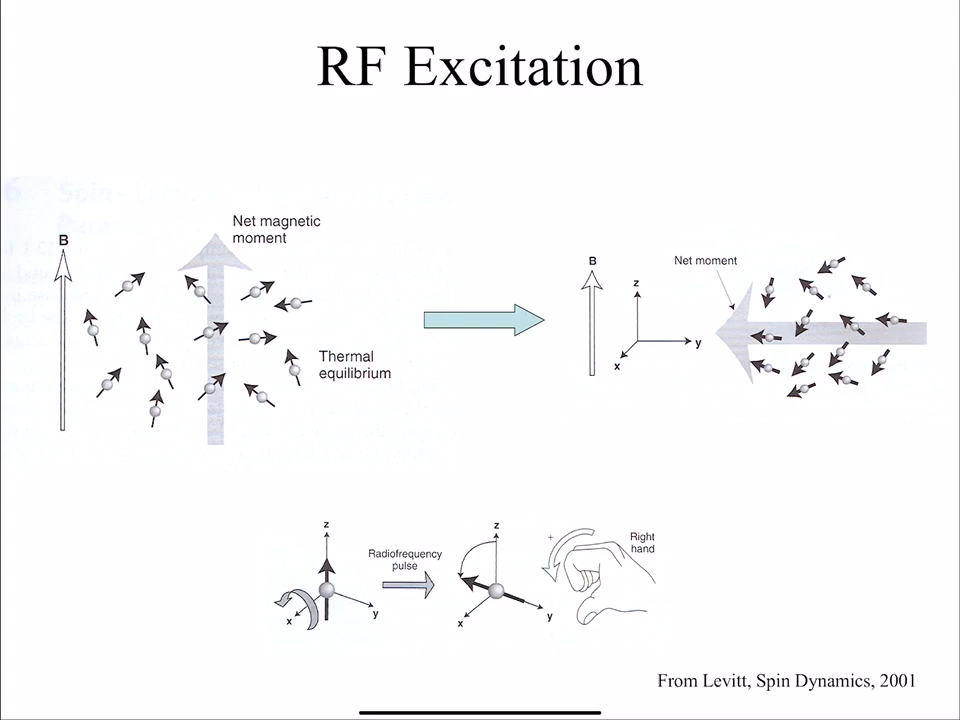 RF Excitation
Net magnetic
moment
B
Thermal
equilibrium
B
Net moment
z
y
x
z
Radiofrequency
pulse
x
y
z
+
Right
hand
x
y
From Levitt, Spin Dynamics, 2001